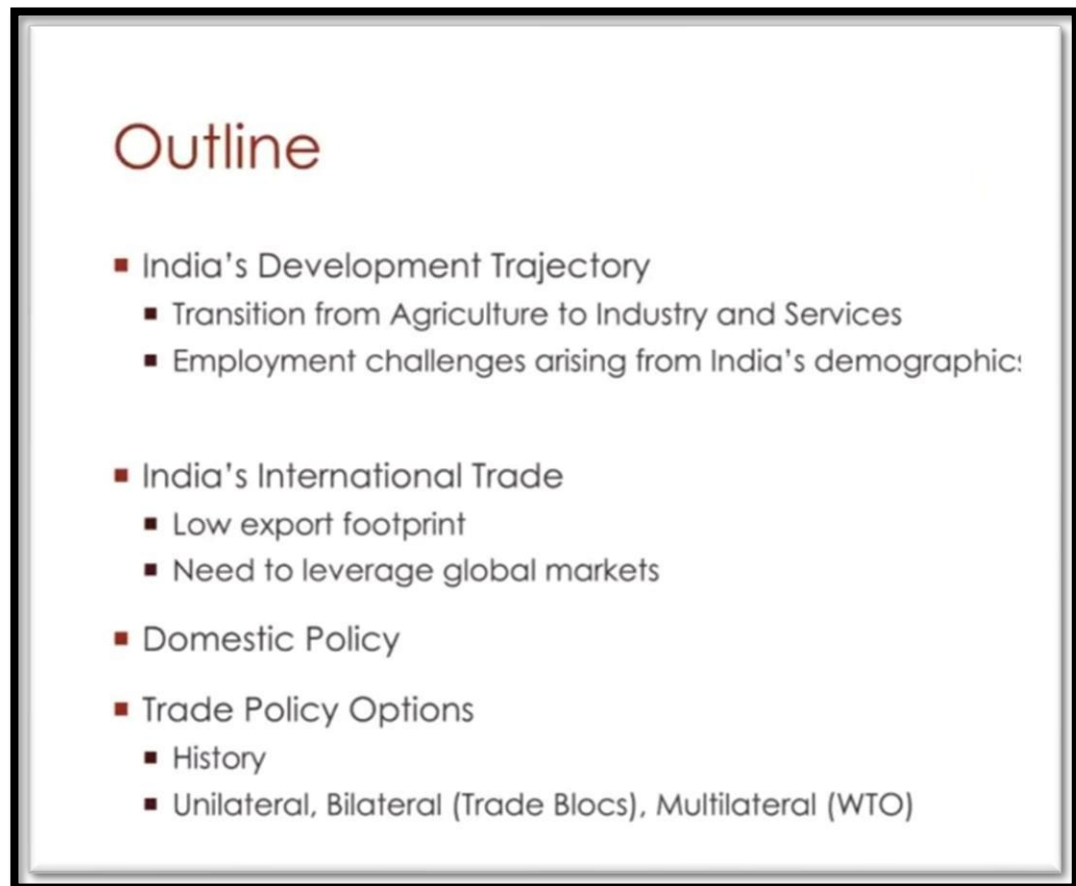 Outline
India's Development Trajectory
Transition from Agriculture to Industry and Services
Employment challenges arising from India's demographics
India's International Trade
Low export footprint
Need to leverage global markets
Domestic Policy
Trade Policy Options
History
Unilateral, Bilateral (Trade Blocs), Multilateral (WTO)